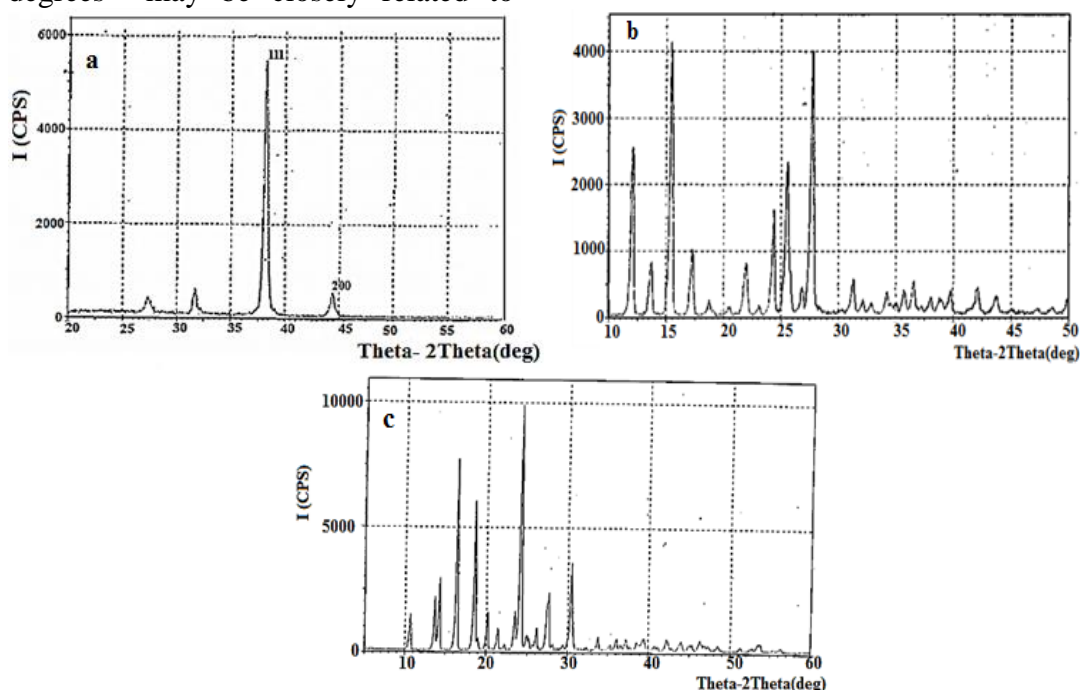 degrees may be closely related to
6000
a
111
4000
I (CPS)
2000
200
0
20 25 30 35 40 45 50 55 60
Theta- 2Theta(deg)
b
4000
3000
I (CPS)
2000
1000
0
10 15 20 25 30 35 40 45 50
Theta-2Theta(deg)
c
10000
I (CPS)
5000
0
10 20 30 40 50 60
Theta-2Theta(deg)